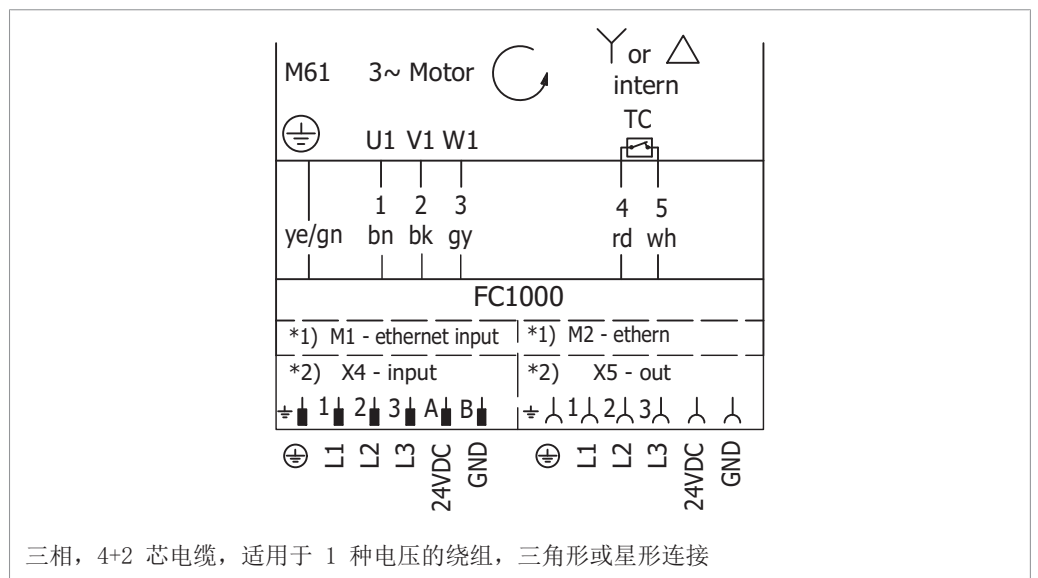 M61 3~ Motor Y or △
intern
TC
U1 V1 W1
1 2 3 4 5
ye/gn bn bk gy rd wh
FC1000
*1) M1 - ethernet input *1) M2 - ethern
*2) X4 - input *2) X5 - out
1 2 3 A B 1 2 3
L1 L2 L3 24VDC GND L1 L2 L3 24VDC GND
三相, 4+2 芯电缆, 适用于 1 种电压的绕组, 三角形或星形连接